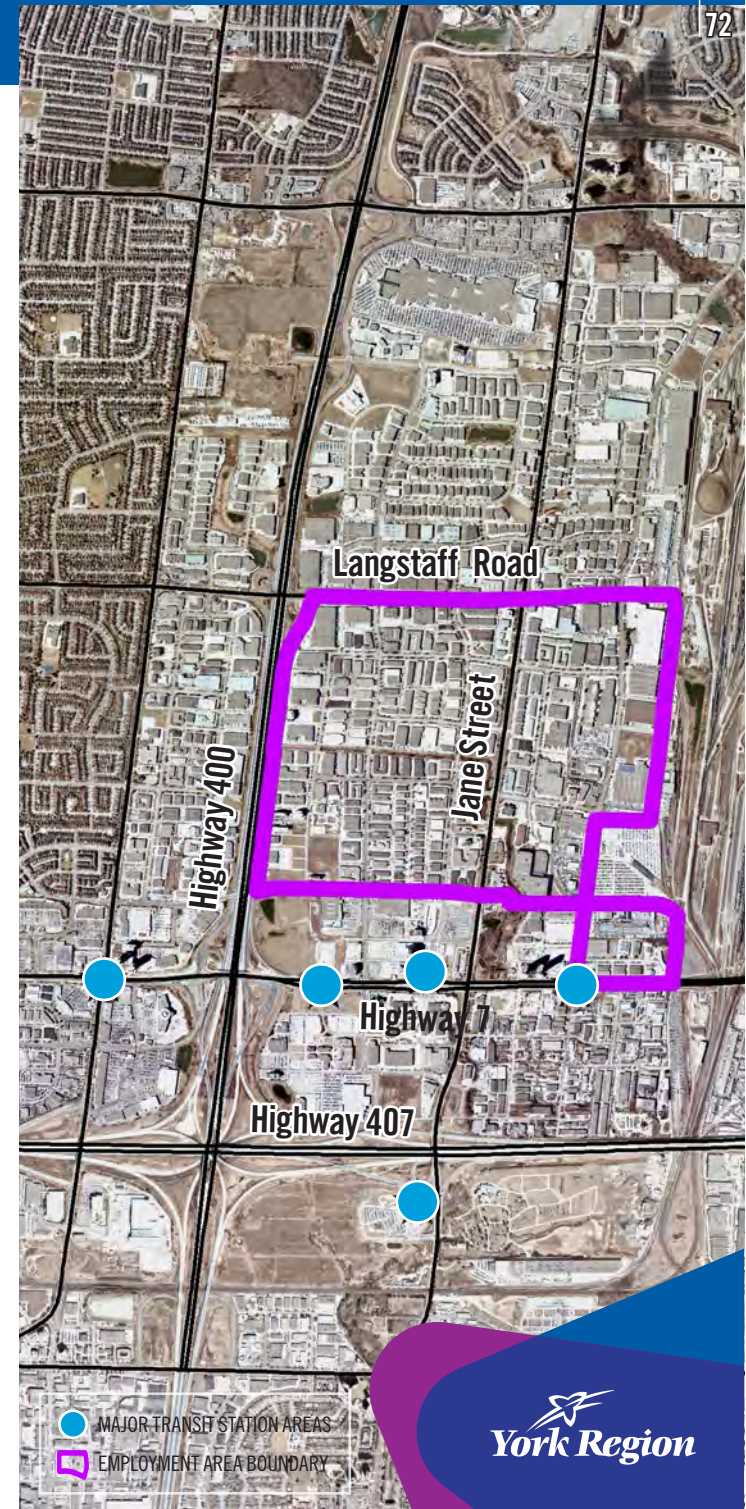 72
Langstaff Road
Jane Street
Highway 400
Highway 7
Highway 407
MAJOR TRANSIT STATION AREAS
EMPLOYMENT AREA BOUNDARY
York Region